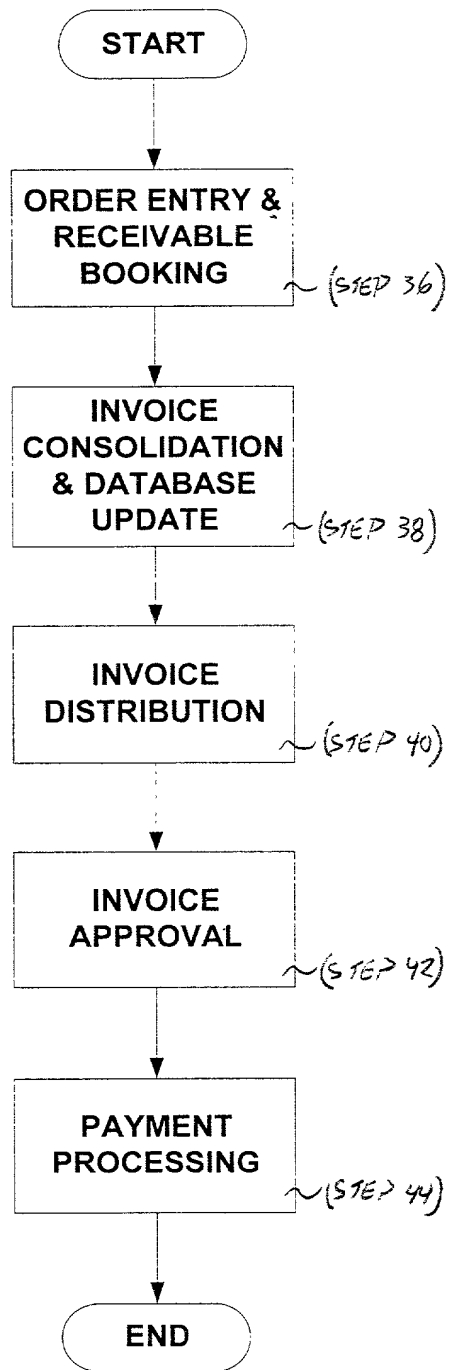 START
ORDER ENTRY &
RECEIVABLE
BOOKING
(STEP 36)
INVOICE
CONSOLIDATION
& DATABASE
UPDATE
(STEP 38)
INVOICE
DISTRIBUTION
(STEP 40)
INVOICE
APPROVAL
(STEP 42)
PAYMENT
PROCESSING
(STEP 44)
END